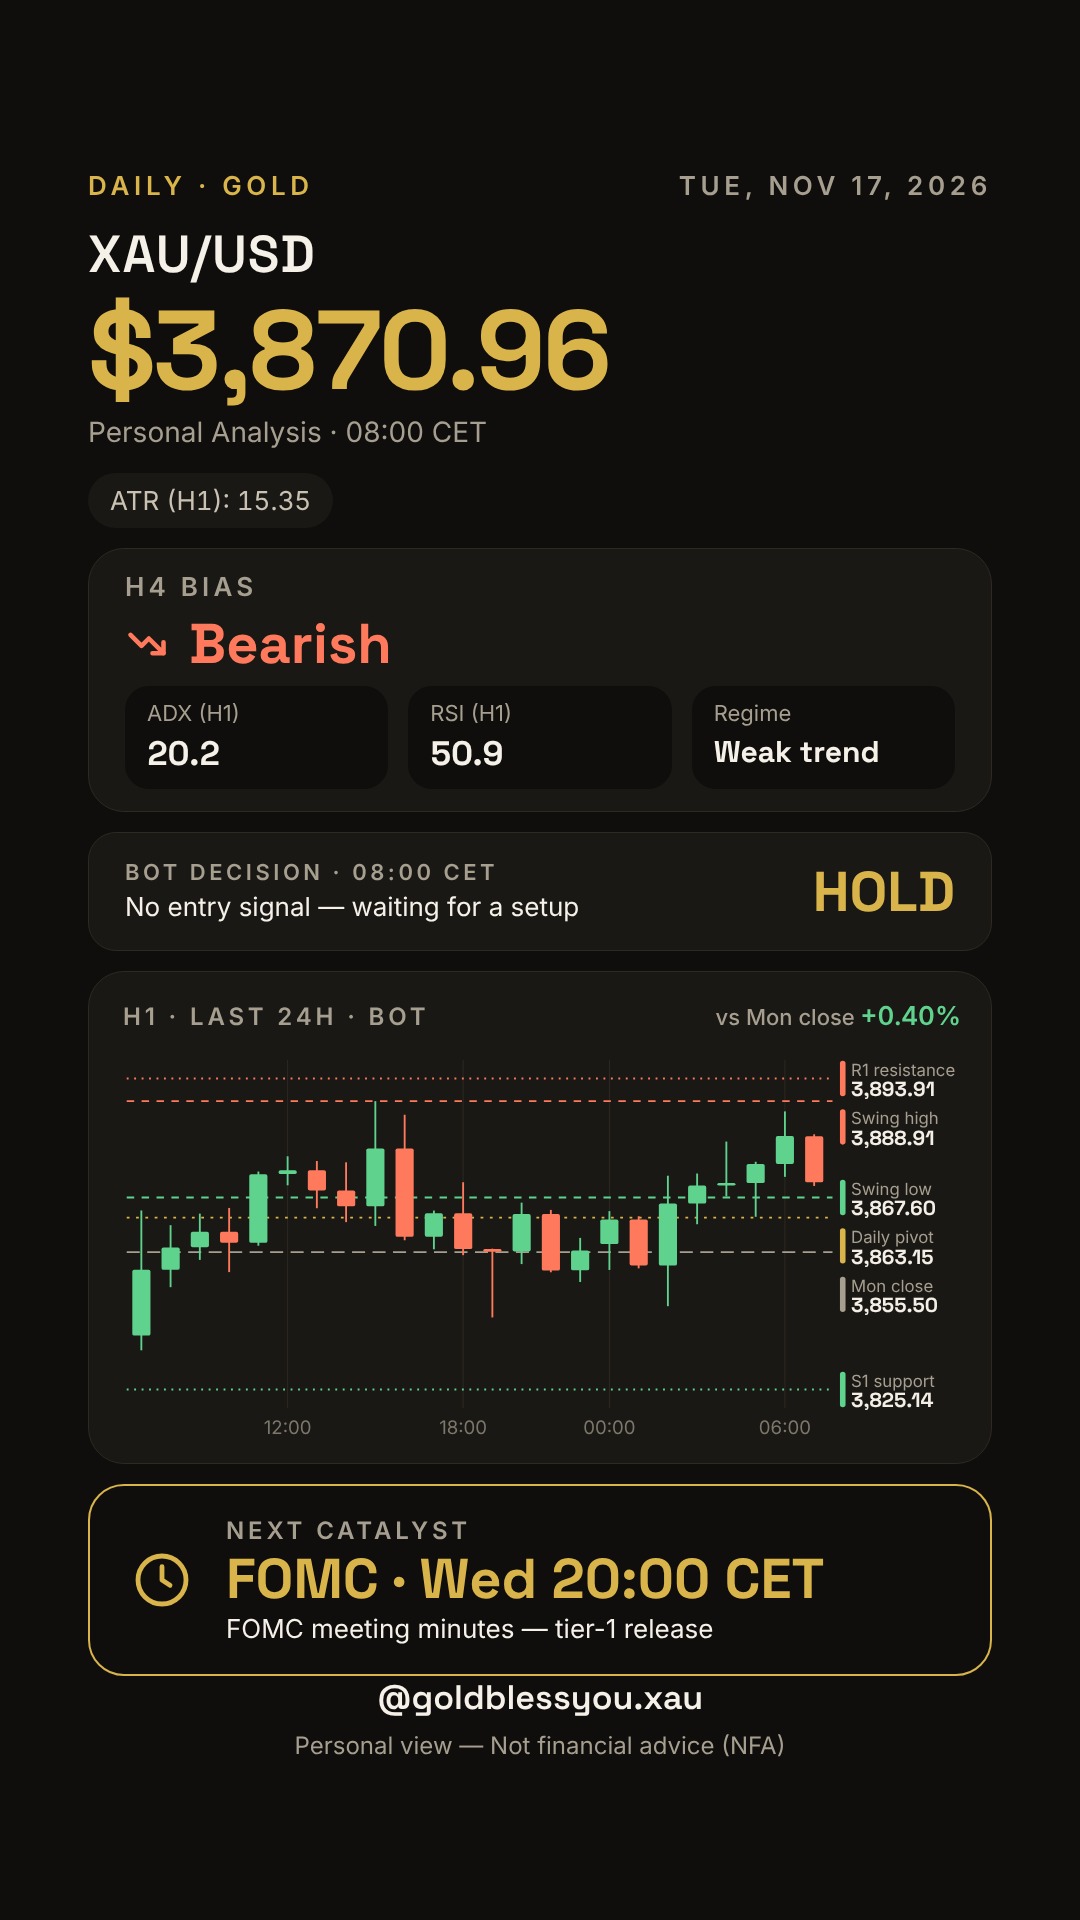 DAILY · GOLD
TUE, NOV 17, 2026
XAU/USD
$3,870.96
Personal Analysis · 08:00 CET
ATR (H1): 15.35
H4 BIAS
Bearish
ADX (H1)
20.2
RSI (H1)
50.9
Regime
Weak trend
BOT DECISION · 08:00 CET
No entry signal — waiting for a setup
HOLD
H1 · LAST 24H · BOT
vs Mon close +0.40%
R1 resistance
3,893.91
Swing high
3,888.91
Swing low
3,867.60
Daily pivot
3,863.15
Mon close
3,855.50
S1 support
3,825.14
12:00
18:00
00:00
06:00
NEXT CATALYST
FOMC · Wed 20:00 CET
FOMC meeting minutes — tier-1 release
@goldblessyou.xau
Personal view — Not financial advice (NFA)